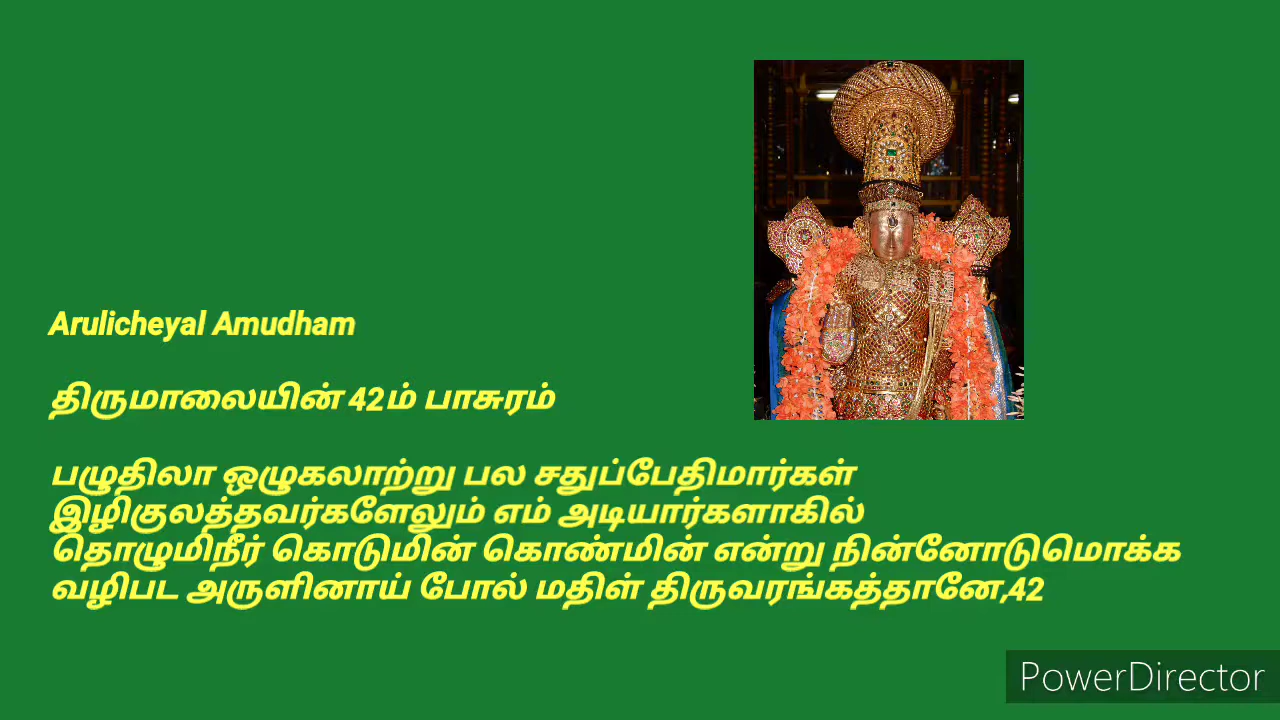 Arulicheyal Amudham
திருமாலையின் 42ம் பாசுரம்
பழுதிலா ஒழுகலாற்று பல சதுப்பேதிமார்கள்
இழிகுலத்தவர்களேலும் எம் அடியார்களாகில்
தொழுமிநீர் கொடுமின் கொண்மின் என்று நின்னோடுமொக்க
வழிபட அருளினாய் போல் மதிள் திருவரங்கத்தானே,42
PowerDirector